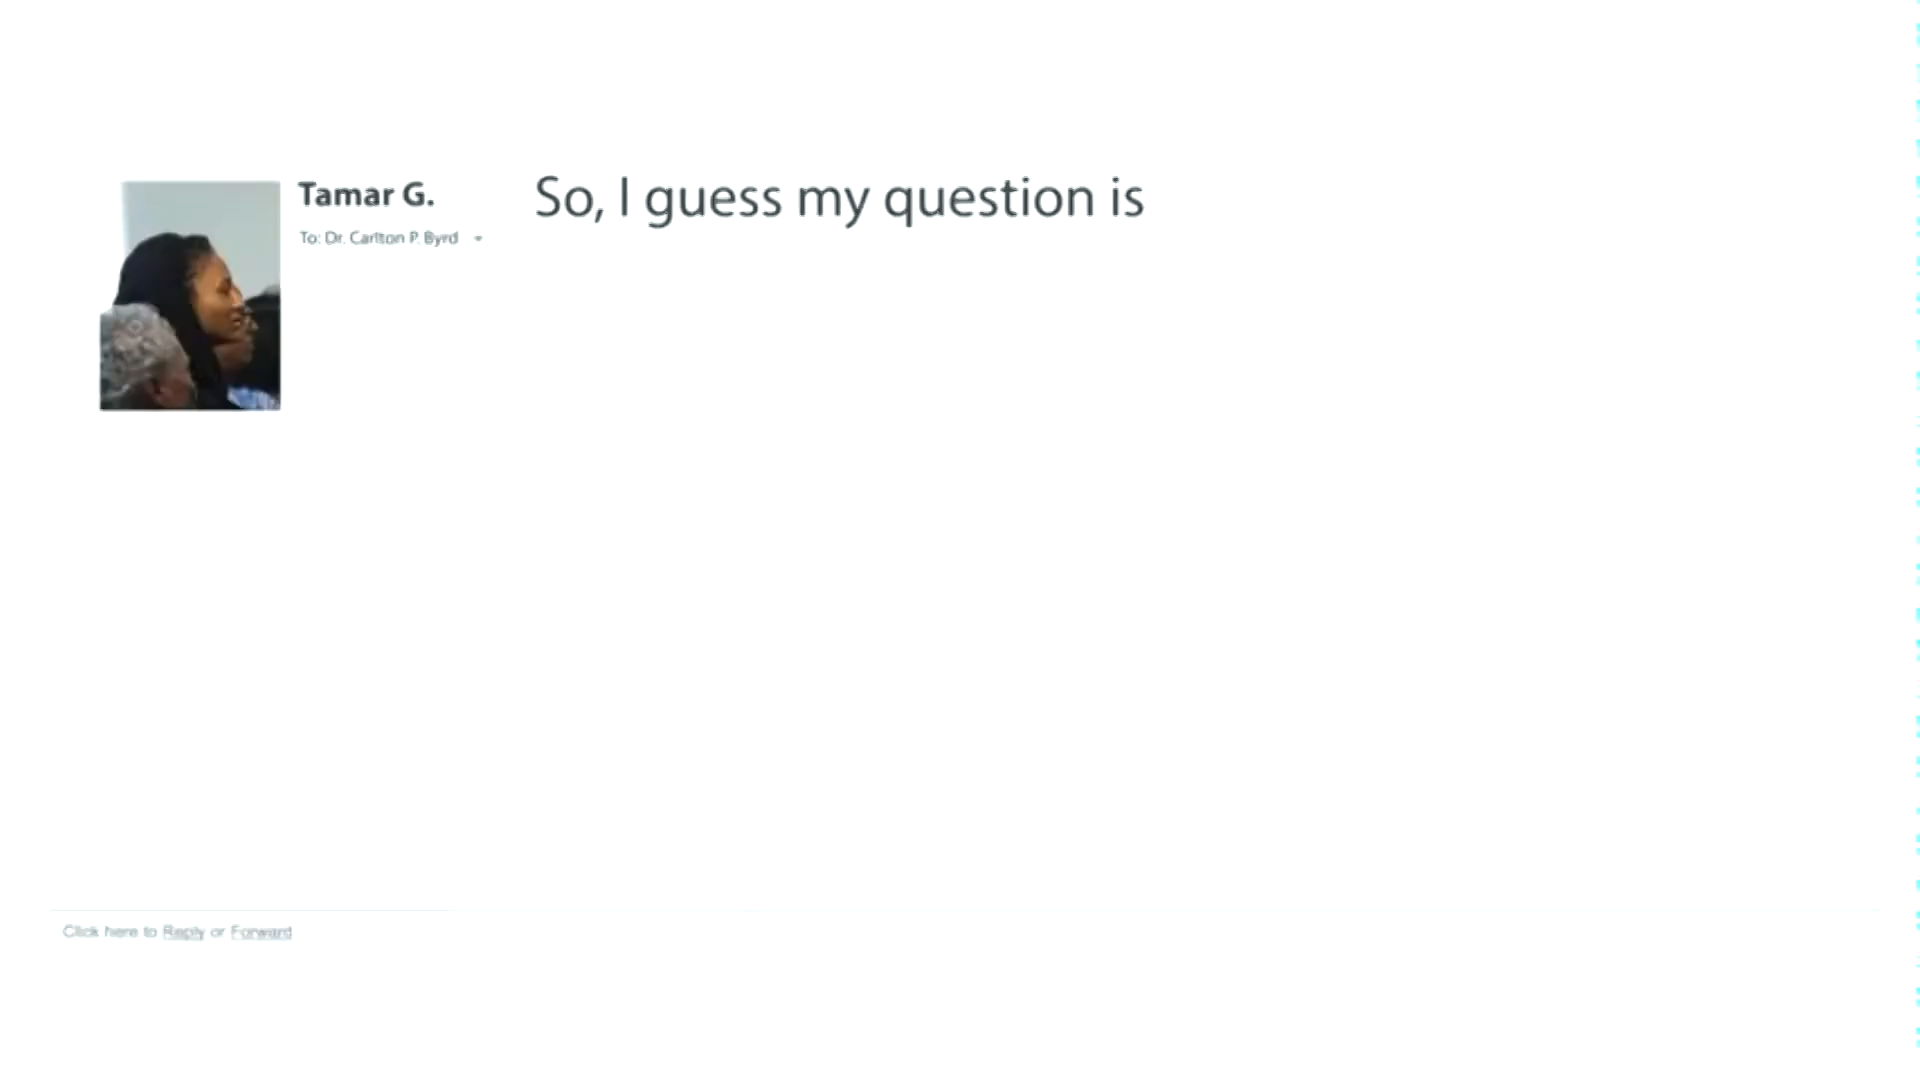 Tamar G.
So, I guess my question is
To: Dr. Carlton P. Byrd
Click here to Reply or Forward